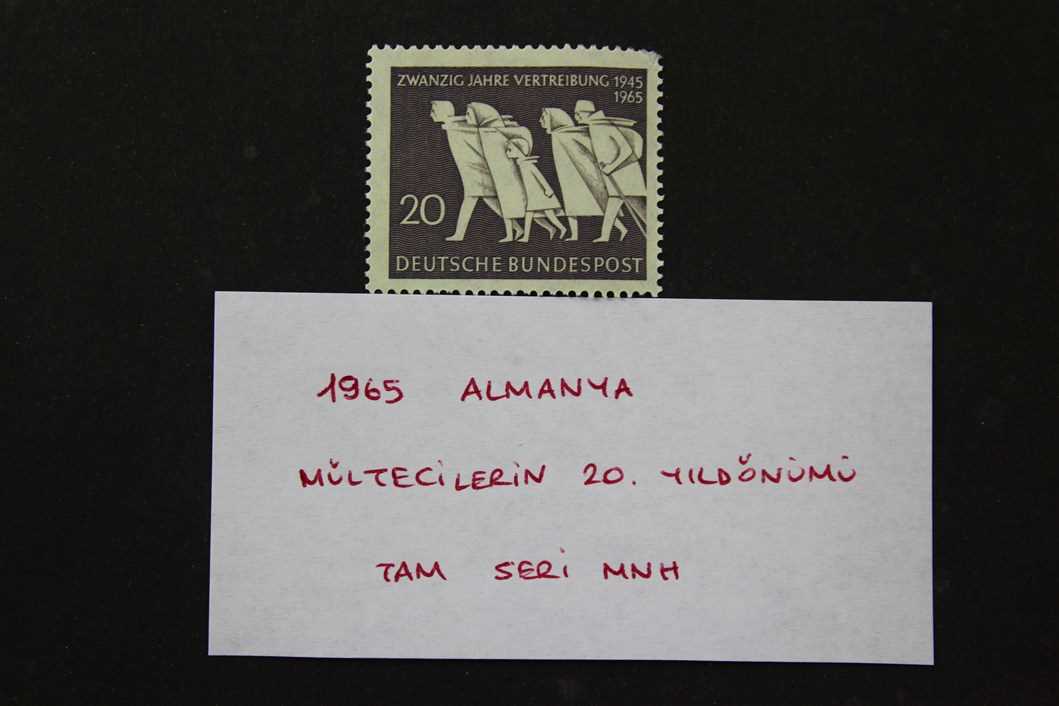 ZWANZIG JAHRE VERTREIBUNG 1945
1965
20
DEUTSCHE BUNDESPOST
1965 ALMANYA
MÜLTECİLERİN 20. YILDÖNÜMÜ
TAM SERİ MNH